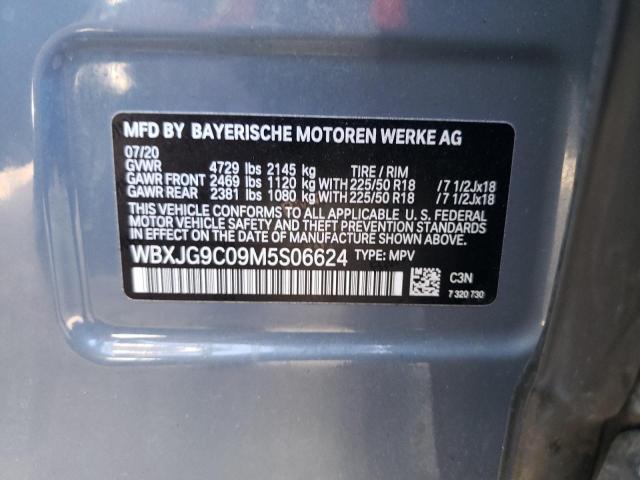 MFD BY BAYERISCHE MOTOREN WERKE AG
07/20
GVWR 4729 lbs 2145 kg TIRE / RIM
GAWR FRONT 2469 lbs 1120 kg WITH 225/50 R18 /7 1/2Jx18
GAWR REAR 2381 lbs 1080 kg WITH 225/50 R18 /7 1/2Jx18
THIS VEHICLE CONFORMS TO ALL APPLICABLE U. S. FEDERAL
MOTOR VEHICLE SAFETY AND THEFT PREVENTION STANDARDS
IN EFFECT ON THE DATE OF MANUFACTURE SHOWN ABOVE.
WBXJG9C09M5S06624 TYPE: MPV
C3N
7 320 730